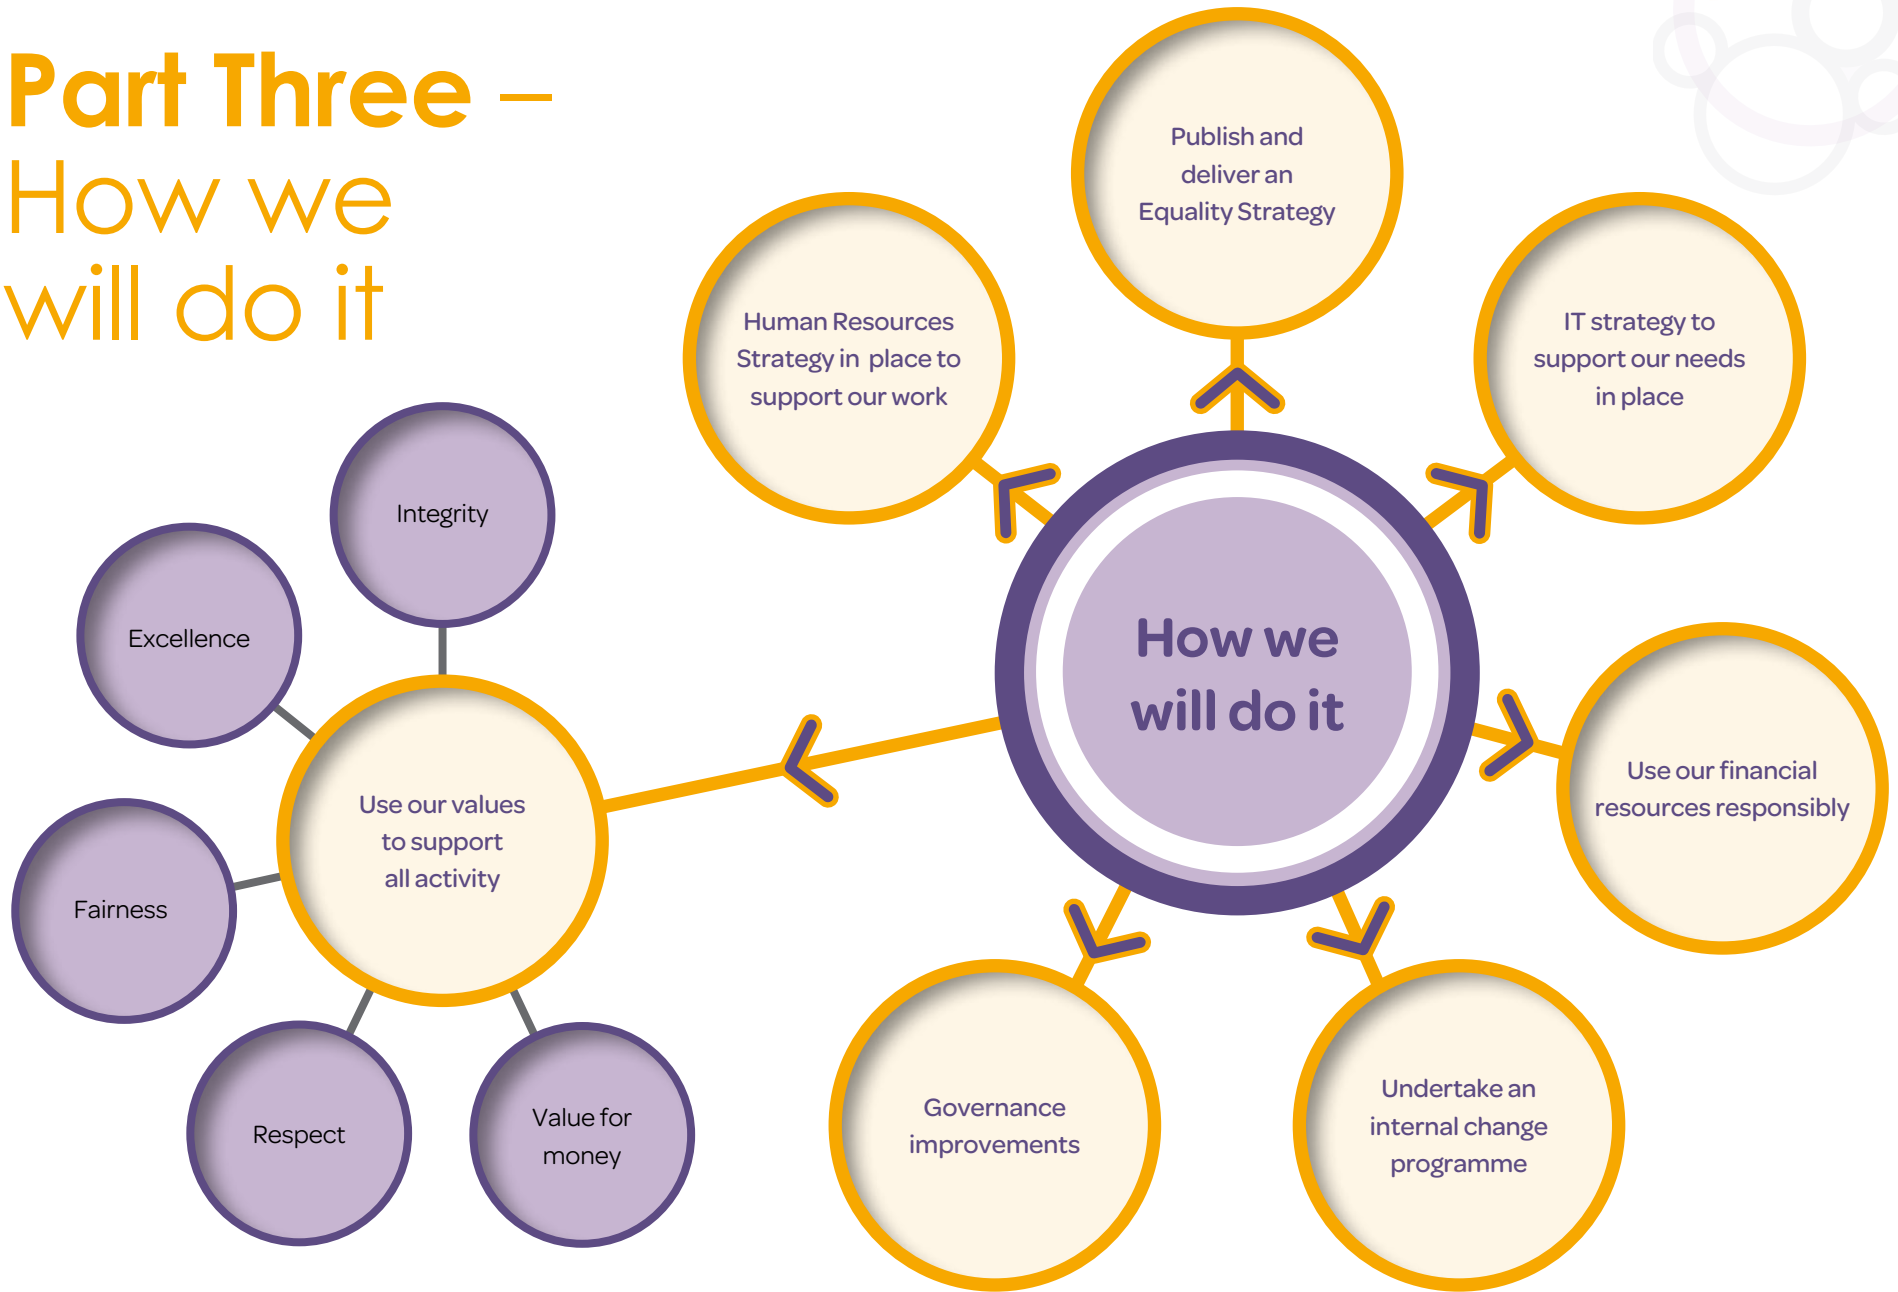 Part Three –
How we
will do it
Publish and
deliver an
Equality Strategy
Human Resources
Strategy in place to
support our work
IT strategy to
support our needs
in place
How we
will do it
Use our financial
resources responsibly
Undertake an
internal change
programme
Governance
improvements
Use our values
to support
all activity
Integrity
Excellence
Fairness
Respect
Value for
money